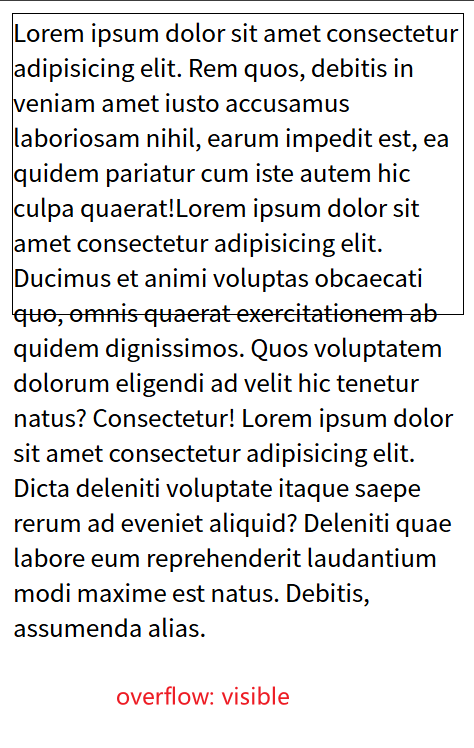 Lorem ipsum dolor sit amet consectetur
adipisicing elit. Rem quos, debitis in
veniam amet iusto accusamus
laboriosam nihil, earum impedit est, ea
quidem pariatur cum iste autem hic
culpa quaerat!Lorem ipsum dolor sit
amet consectetur adipisicing elit.
Ducimus et animi voluptas obcaecati
quo, omnis quaerat exercitationem ab
quidem dignissimos. Quos voluptatem
dolorum eligendi ad velit hic tenetur
natus? Consectetur! Lorem ipsum dolor
sit amet consectetur adipisicing elit.
Dicta deleniti voluptate itaque saepe
rerum ad eveniet aliquid? Deleniti quae
labore eum reprehenderit laudantium
modi maxime est natus. Debitis,
assumenda alias.
overflow: visible